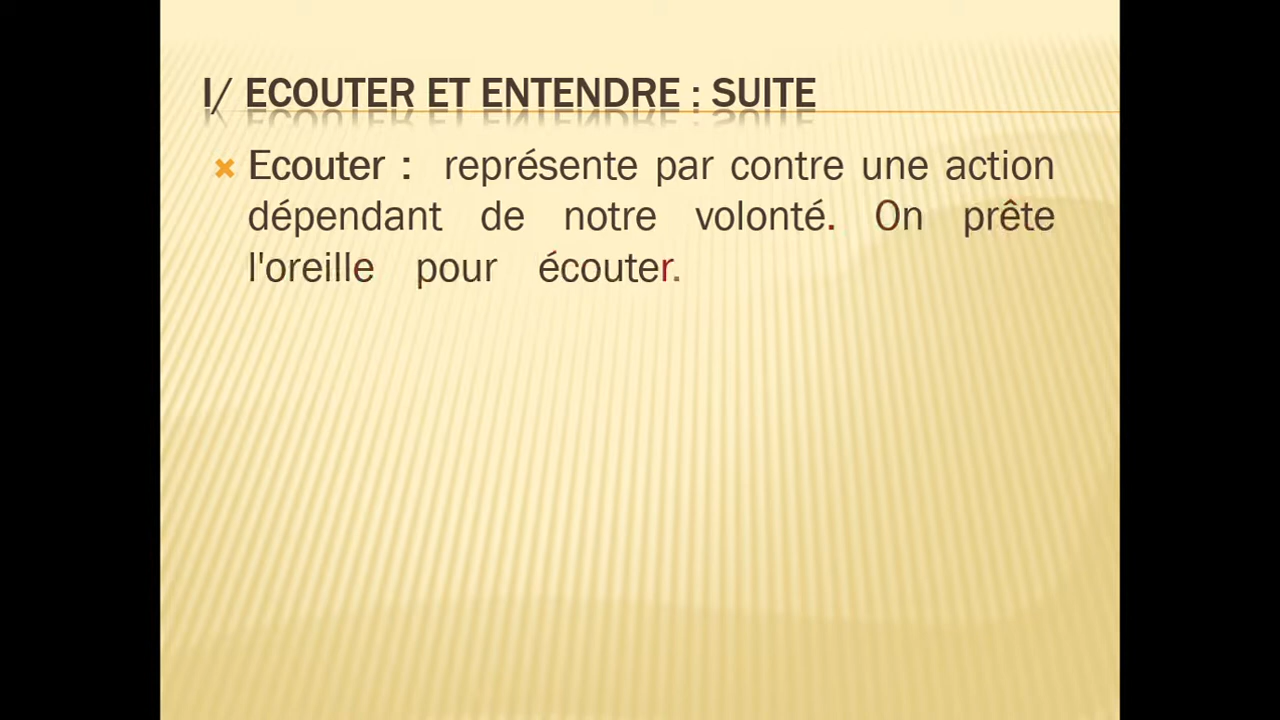 I/ ECOUTER ET ENTENDRE : SUITE
Ecouter : représente par contre une action
dépendant de notre volonté. On prête
l'oreille pour écouter.